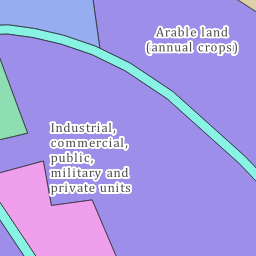 Arable land
(annual crops)
Industrial,
commercial,
public,
military and
private units